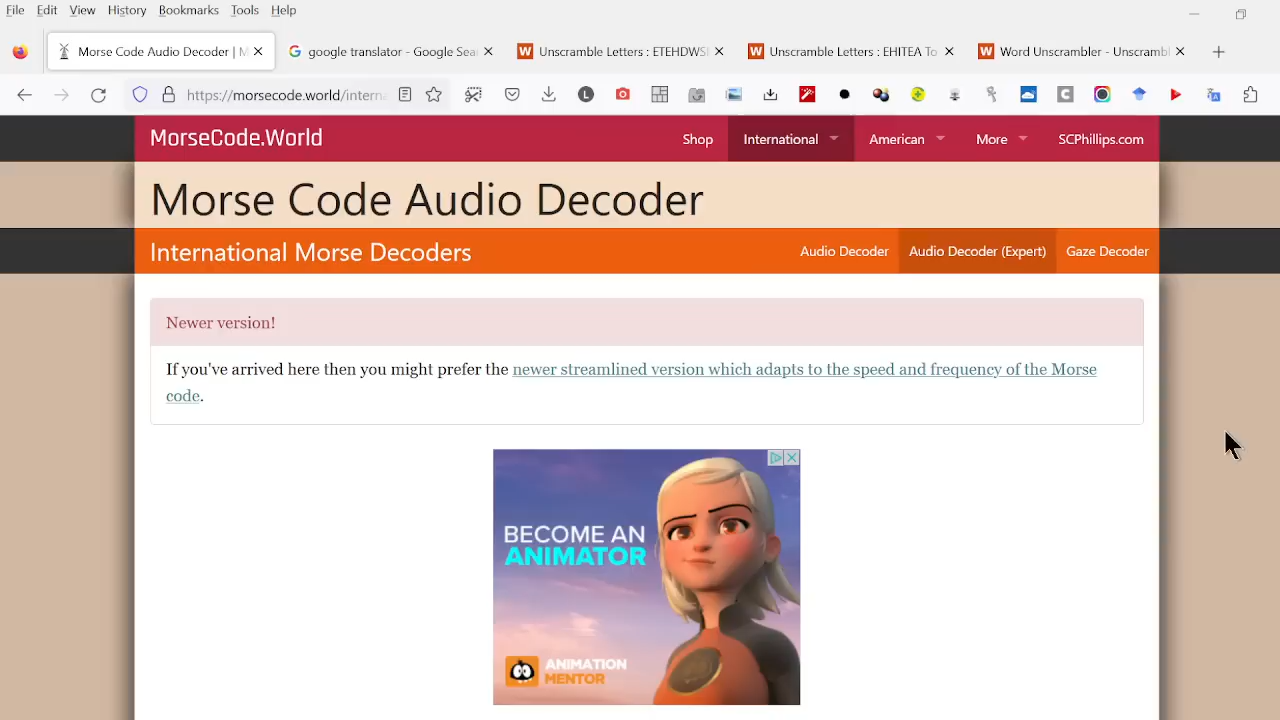 File Edit View History Bookmarks Tools Help
Morse Code Audio Decoder | M
google translator - Google Sea
Unscramble Letters : ETEHDWS
Unscramble Letters : EHITEA To
Word Unscrambler - Unscrambl
https://morsecode.world/interna
MorseCode.World
Shop International American More SCPhillips.com
Morse Code Audio Decoder
International Morse Decoders
Audio Decoder Audio Decoder (Expert) Gaze Decoder
Newer version!
If you've arrived here then you might prefer the newer streamlined version which adapts to the speed and frequency of the Morse
code.
BECOME AN
ANIMATOR
ANIMATION
MENTOR